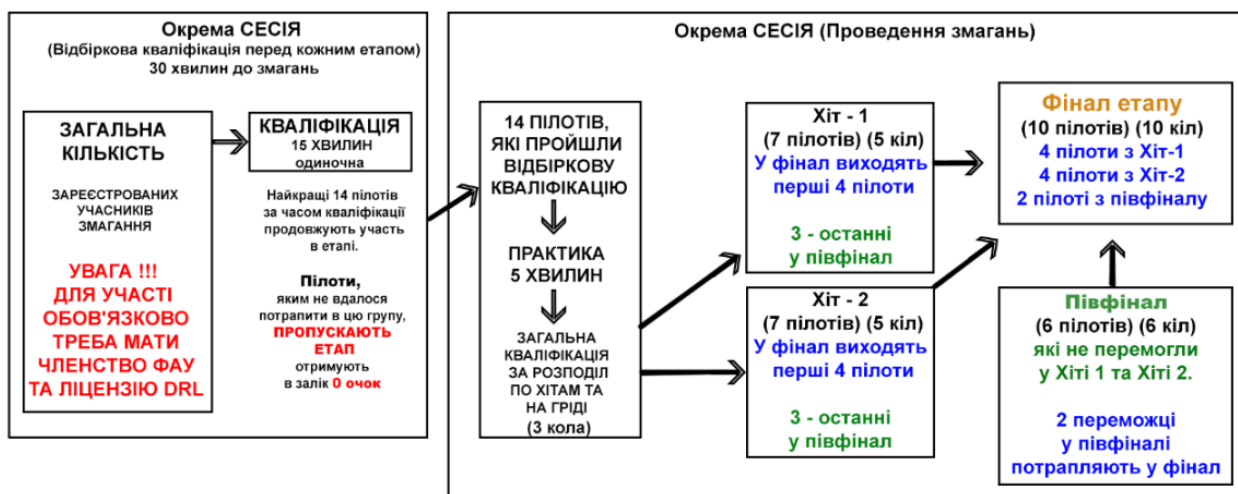 Окрема СЕСІЯ
(Відбіркова кваліфікація перед кожним етапом)
30 хвилин до змагань
ЗАГАЛЬНА
КІЛЬКІСТЬ
ЗАРЕЄСТРОВАНИХ
УЧАСНИКІВ
ЗМАГАННЯ
УВАГА !!!
ДЛЯ УЧАСТІ
ОБОВ'ЯЗКОВО
ТРЕБА МАТИ
ЧЛЕНСТВО ФАУ
ТА ЛІЦЕНЗІЮ DRL
КВАЛІФІКАЦІЯ
15 ХВИЛИН
одиночна
Найкращі 14 пілотів
за часом кваліфікації
продовжують участь
в етапі.
Пілоти,
яким не вдалося
потрапити в цю групу,
ПРОПУСКАЮТЬ
ЕТАП
отримують
в залік 0 очок
Окрема СЕСІЯ (Проведення змагань)
14 ПІЛОТІВ,
ЯКІ ПРОЙШЛИ
ВІДБІРКОВУ
КВАЛІФІКАЦІЮ
ПРАКТИКА
5 ХВИЛИН
ЗАГАЛЬНА
КВАЛІФІКАЦІЯ
ЗА РОЗПОДІЛ
ПО ХІТАМ ТА
НА ГРІДІ
(3 кола)
Хіт - 1
(7 пілотів) (5 кіл)
У фінал виходять
перші 4 пілоти
3 - останні
у півфінал
Хіт - 2
(7 пілотів) (5 кіл)
У фінал виходять
перші 4 пілоти
3 - останні
у півфінал
Фінал етапу
(10 пілотів) (10 кіл)
4 пілоти з Хіт-1
4 пілоти з Хіт-2
2 пілоті з півфіналу
Півфінал
(6 пілотів) (6 кіл)
які не перемогли
у Хіті 1 та Хіті 2.
2 переможці
у півфіналі
потрапляють у фінал